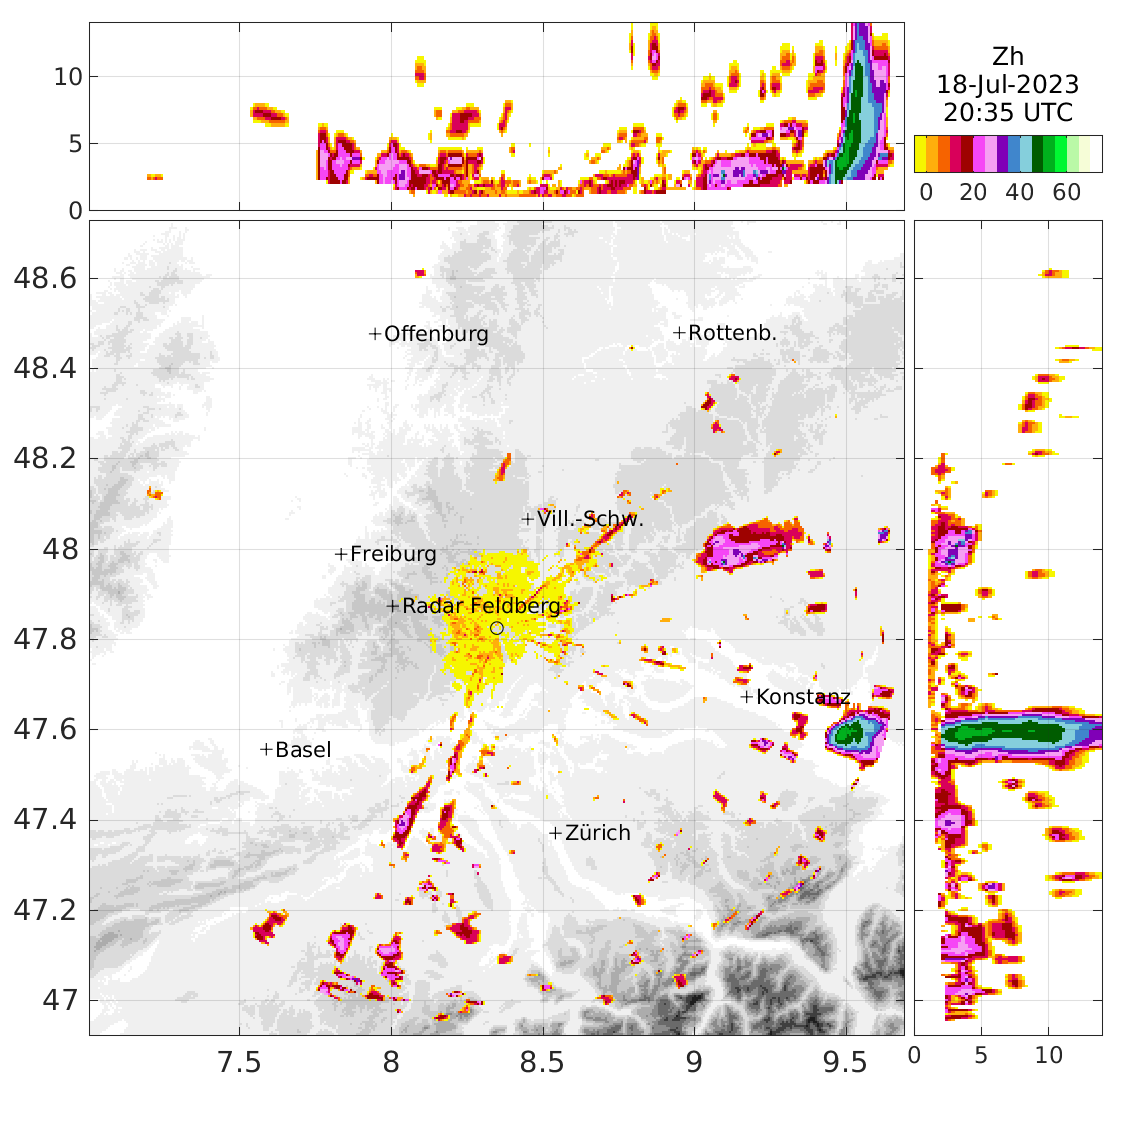 10
5
0
Zh
18-Jul-2023
20:35 UTC
0 20 40 60
48.6
48.4
48.2
48
47.8
47.6
47.4
47.2
47
+Offenburg
+Rottenb.
+Vill.-Schw.
+Freiburg
+Radar Feldberg
+Konstanz
+Basel
+Zürich
7.5 8 8.5 9 9.5
0 5 10